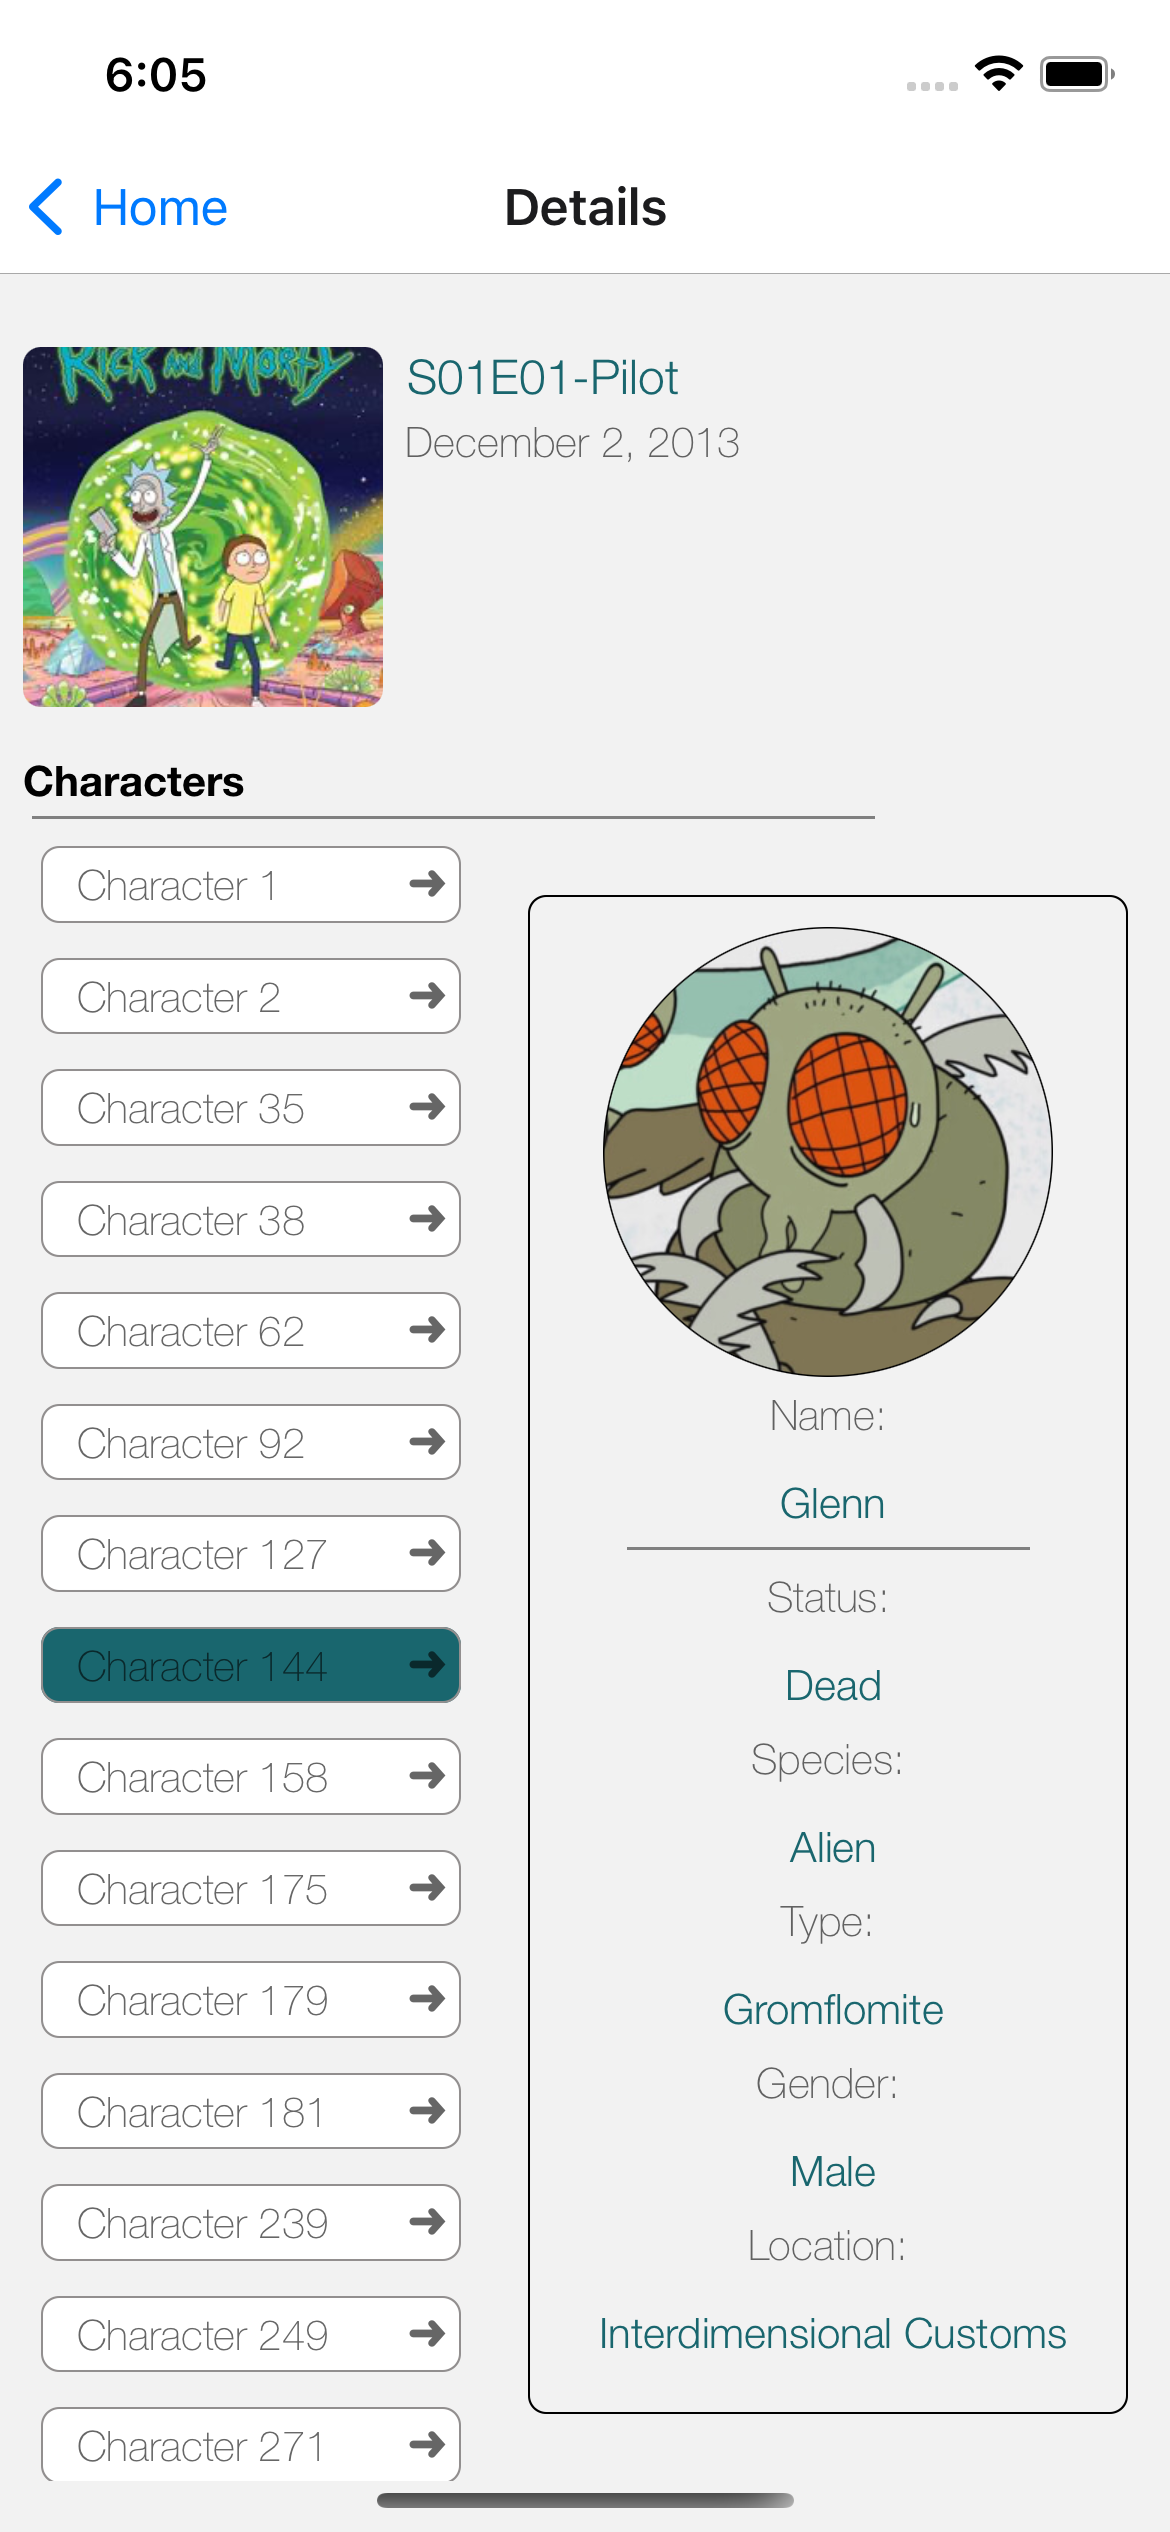 6:05
Home
Details
RICK AND MORTY
S01E01-Pilot
December 2, 2013
Characters
Character 1
Character 2
Character 35
Character 38
Character 62
Character 92
Character 127
Character 144
Character 158
Character 175
Character 179
Character 181
Character 239
Character 249
Character 271
Name:
Glenn
Status:
Dead
Species:
Alien
Type:
Gromflomite
Gender:
Male
Location:
Interdimensional Customs